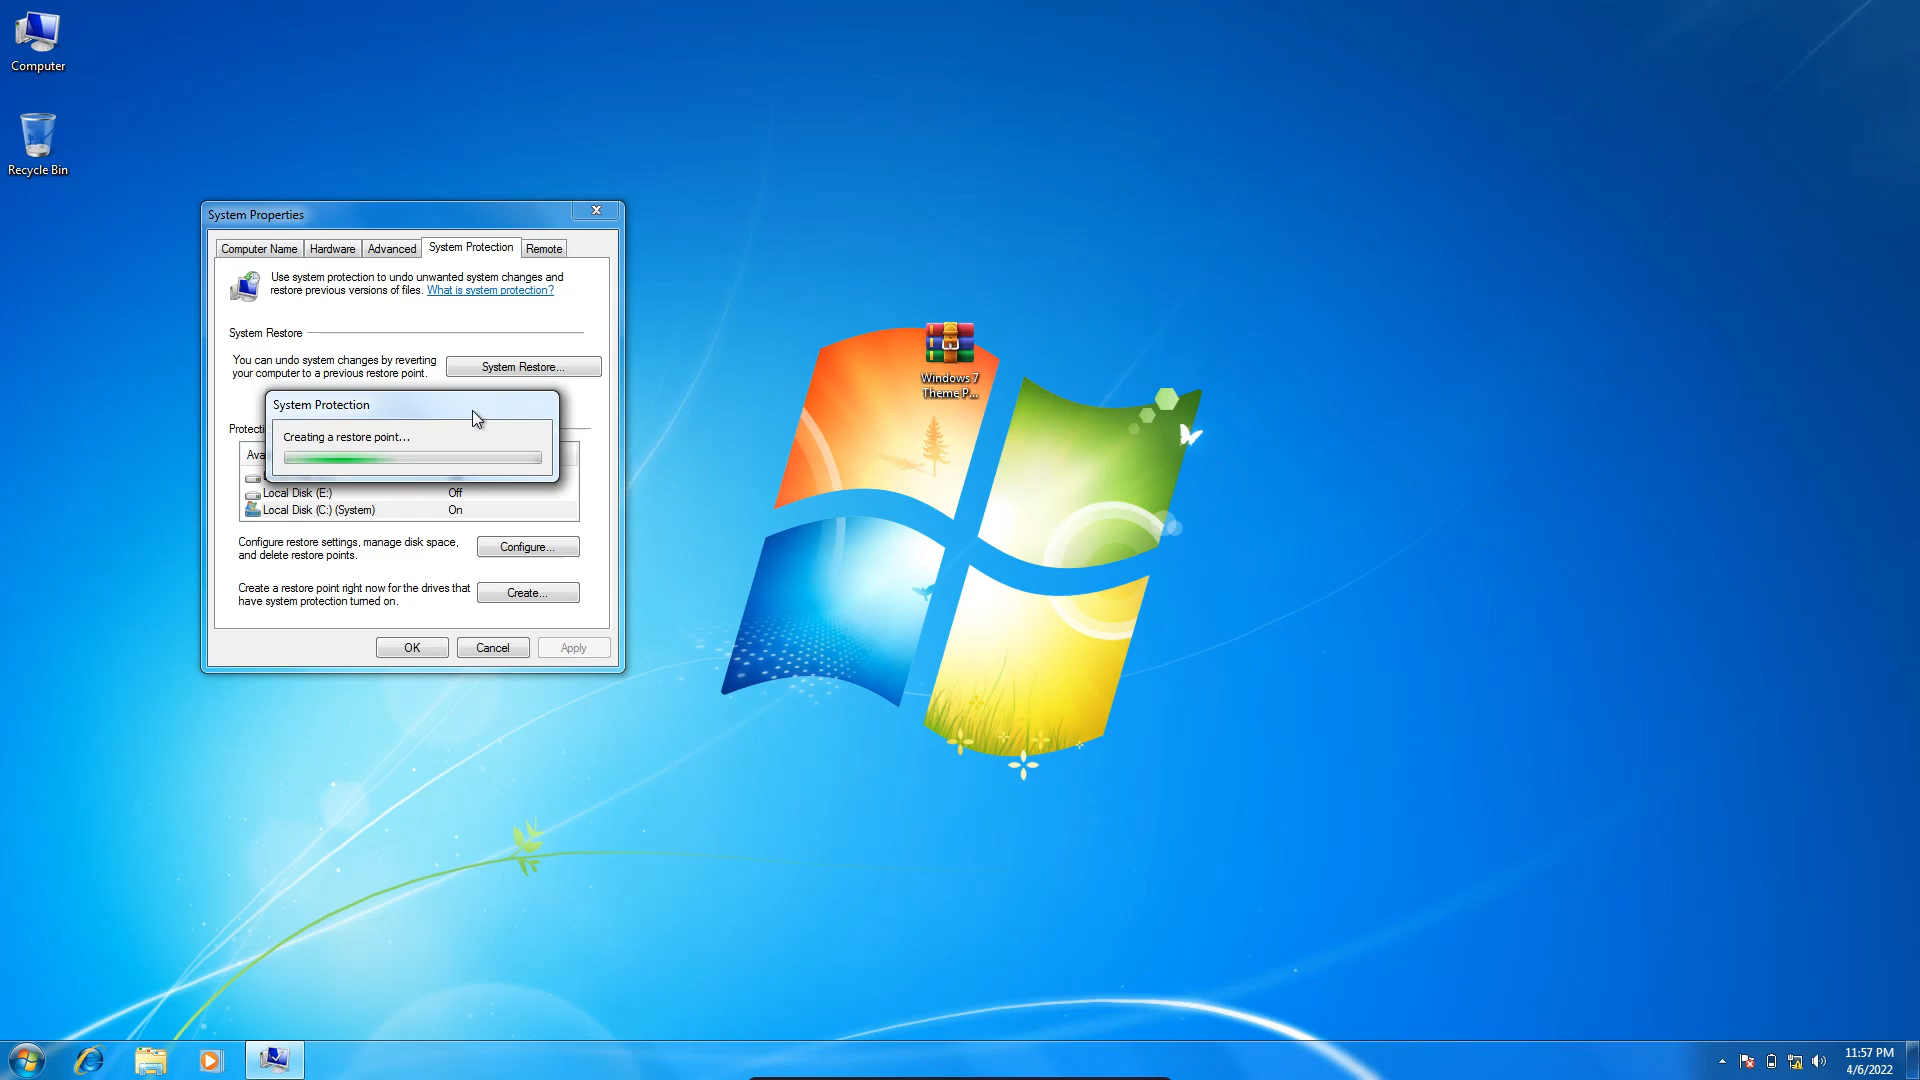 Computer
Recycle Bin
System Properties
Computer Name
Hardware
Advanced
System Protection
Remote
Use system protection to undo unwanted system changes and
restore previous versions of files. What is system protection?
System Restore
You can undo system changes by reverting
your computer to a previous restore point.
System Restore...
System Protection
Creating a restore point...
Protecti
Ava
Local Disk (E:) Off
Local Disk (C:) (System) On
Configure restore settings, manage disk space,
and delete restore points.
Configure...
Create a restore point right now for the drives that
have system protection turned on.
Create...
OK
Cancel
Apply
Windows 7
Theme P...
11:57 PM
4/6/2022